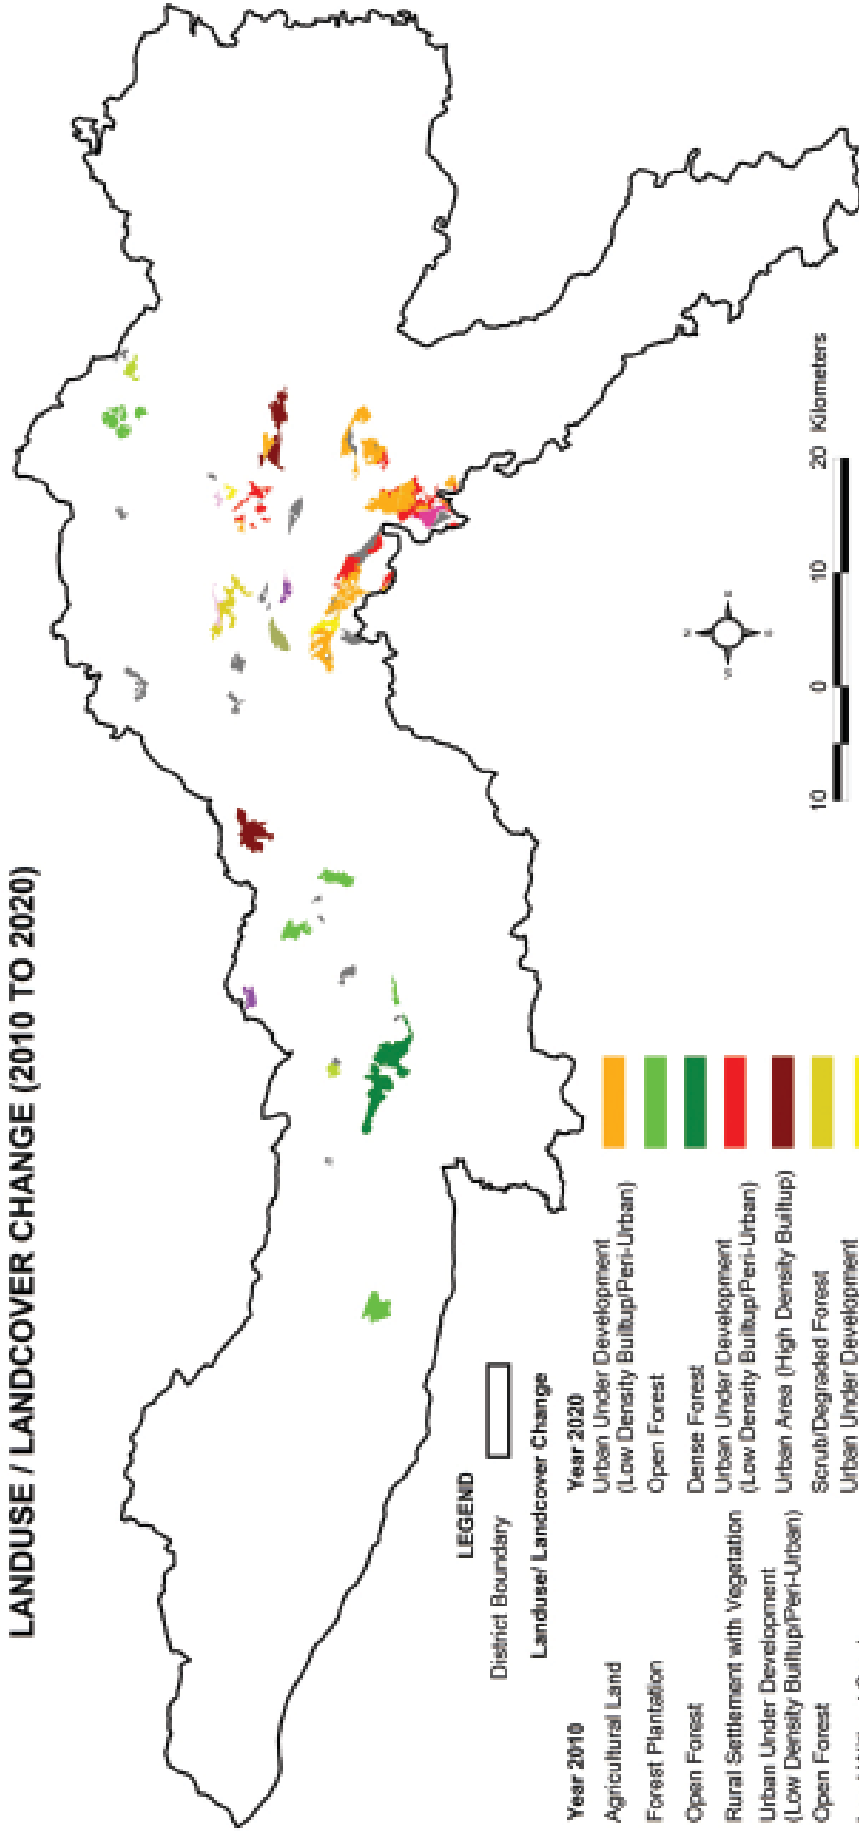 LANDUSE / LANDCOVER CHANGE (2010 TO 2020)
N
W
E
S
10 0 10 20 Kilometers
LEGEND
District Boundary
Landuse/ Landcover Change
Year 2010 Year 2020
Agricultural Land Urban Under Development
(Low Density Builtup/Peri-Urban)
Forest Plantation Open Forest
Open Forest Dense Forest
Rural Settlement with Vegetation Urban Under Development
(Low Density Builtup/Peri-Urban)
Urban Under Development Urban Area (High Density Builtup)
(Low Density Builtup/Peri-Urban)
Open Forest Scrub/Degraded Forest
Urban Under Development